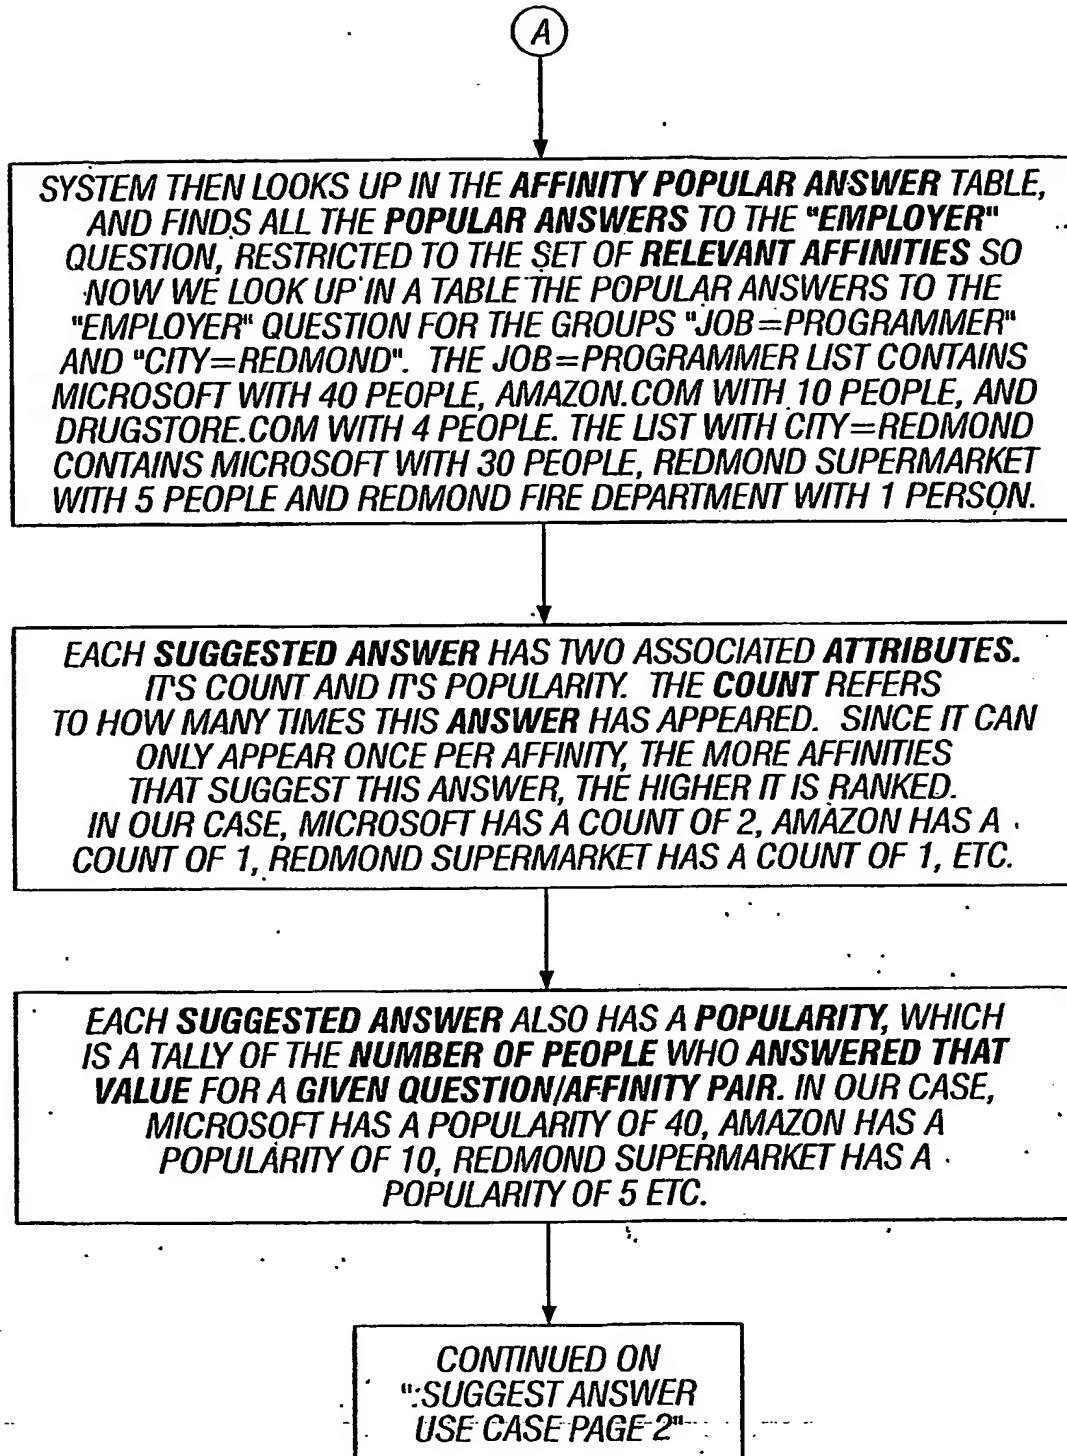 A
SYSTEM THEN LOOKS UP IN THE AFFINITY POPULAR ANSWER TABLE,
AND FINDS ALL THE POPULAR ANSWERS TO THE "EMPLOYER"
QUESTION, RESTRICTED TO THE SET OF RELEVANT AFFINITIES SO
NOW WE LOOK UP IN A TABLE THE POPULAR ANSWERS TO THE
"EMPLOYER" QUESTION FOR THE GROUPS "JOB=PROGRAMMER"
AND "CITY=REDMOND". THE JOB=PROGRAMMER LIST CONTAINS
MICROSOFT WITH 40 PEOPLE, AMAZON.COM WITH 10 PEOPLE, AND
DRUGSTORE.COM WITH 4 PEOPLE. THE LIST WITH CITY=REDMOND
CONTAINS MICROSOFT WITH 30 PEOPLE, REDMOND SUPERMARKET
WITH 5 PEOPLE AND REDMOND FIRE DEPARTMENT WITH 1 PERSON.
EACH SUGGESTED ANSWER HAS TWO ASSOCIATED ATTRIBUTES.
IT'S COUNT AND IT'S POPULARITY. THE COUNT REFERS
TO HOW MANY TIMES THIS ANSWER HAS APPEARED. SINCE IT CAN
ONLY APPEAR ONCE PER AFFINITY, THE MORE AFFINITIES
THAT SUGGEST THIS ANSWER, THE HIGHER IT IS RANKED.
IN OUR CASE, MICROSOFT HAS A COUNT OF 2, AMAZON HAS A
COUNT OF 1, REDMOND SUPERMARKET HAS A COUNT OF 1, ETC.
EACH SUGGESTED ANSWER ALSO HAS A POPULARITY, WHICH
IS A TALLY OF THE NUMBER OF PEOPLE WHO ANSWERED THAT
VALUE FOR A GIVEN QUESTION/AFFINITY PAIR. IN OUR CASE,
MICROSOFT HAS A POPULARITY OF 40, AMAZON HAS A
POPULARITY OF 10, REDMOND SUPERMARKET HAS A
POPULARITY OF 5 ETC.
CONTINUED ON
":SUGGEST ANSWER
USE CASE PAGE 2"